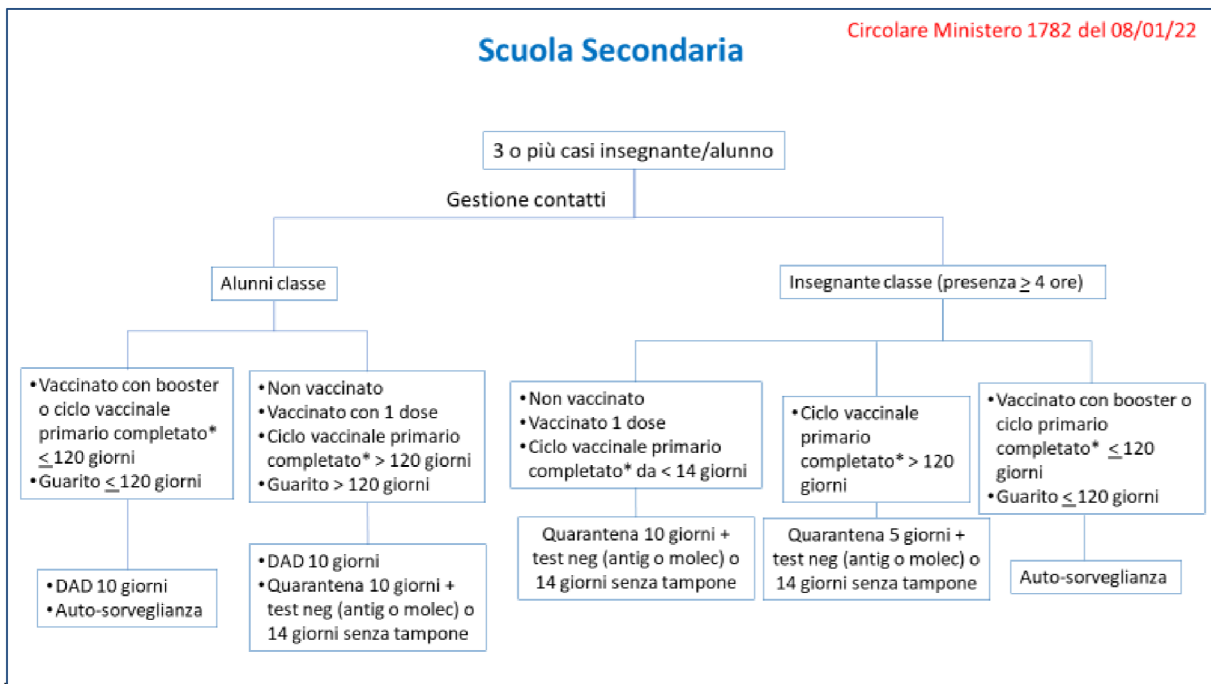 Circolare Ministero 1782 del 08/01/22
Scuola Secondaria
3 o più casi insegnante/alunno
Gestione contatti
Alunni classe
Insegnante classe (presenza ≥ 4 ore)
•Vaccinato con booster
o ciclo vaccinale
primario completato*
≤120 giorni
•Guarito ≤120 giorni
•Non vaccinato
•Vaccinato con 1 dose
•Ciclo vaccinale primario
completato* > 120 giorni
•Guarito > 120 giorni
•Non vaccinato
•Vaccinato 1 dose
•Ciclo vaccinale primario
completato* da < 14 giorni
•Ciclo vaccinale
primario
completato* > 120
giorni
•Vaccinato con booster o
ciclo primario
completato* ≤120
giorni
•Guarito ≤120 giorni
•DAD 10 giorni
•Auto-sorveglianza
•DAD 10 giorni
•Quarantena 10 giorni +
test neg (antig o molec) o
14 giorni senza tampone
Quarantena 10 giorni +
test neg (antig o molec) o
14 giorni senza tampone
Quarantena 5 giorni +
test neg (antig o molec) o
14 giorni senza tampone
Auto-sorveglianza